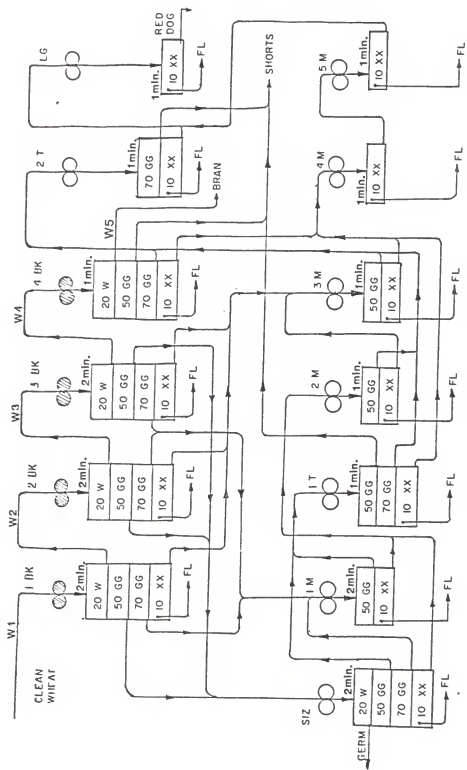 CLEAN
WHEAT
W1
1 BK
2min.
20 W
50 GG
70 GG
10 XX
FL
W2
2 BK
2min.
20 W
50 GG
70 GG
10 XX
FL
W3
3 BK
2min.
20 W
50 GG
70 GG
10 XX
FL
W4
4 BK
1min.
20 W
50 GG
70 GG
10 XX
FL
W5
BRAN
SHORTS
2 T
1min.
70 GG
10 XX
FL
LG
1min.
10 XX
FL
RED
DOG
SIZ
2min.
20 W
50 GG
70 GG
10 XX
FL
GERM
1 M
2min.
50 GG
10 XX
FL
1 T
1min.
50 GG
70 GG
10 XX
FL
2 M
1min.
50 GG
10 XX
FL
3 M
1min.
50 GG
10 XX
FL
4 M
1min.
10 XX
FL
5 M
1min.
10 XX
FL